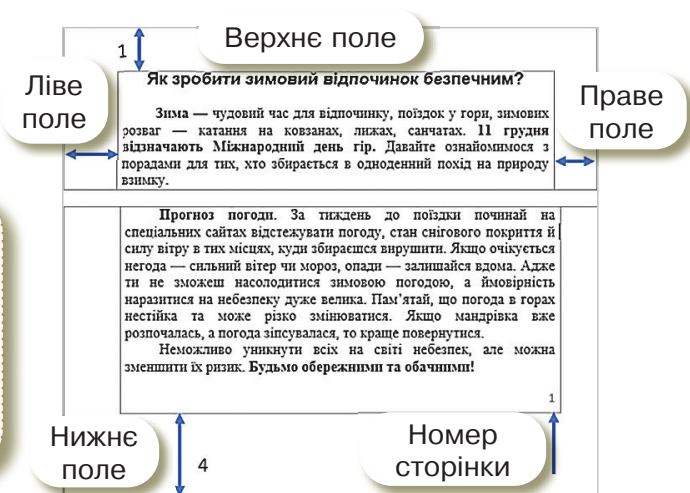 Верхнє поле
1
Ліве
поле
Праве
поле
Як зробити зимовий відпочинок безпечним?
Зима — чудовий час для відпочинку, поїздок у гори, зимових
розваг — катання на ковзанах, лижах, санчатах. 11 грудня
відзначають Міжнародний день гір. Давайте ознайомимося з
порадами для тих, хто збирається в одноденний похід на природу
взимку.
Прогноз погоди. За тиждень до поїздки починай на
спеціальних сайтах відстежувати погоду, стан снігового покриття й
силу вітру в тих місцях, куди збираєшся вирушити. Якщо очікується
негода — сильний вітер чи мороз, опади — залишайся вдома. Адже
ти не зможеш насолодитися зимовою погодою, а ймовірність
наразитися на небезпеку дуже велика. Пам’ятай, що погода в горах
нестійка та може різко змінюватися. Якщо мандрівка вже
розпочалась, а погода зіпсувалася, то краще повернутися.
Неможливо уникнути всіх на світі небезпек, але можна
зменшити їх ризик. Будьмо обережними та обачними!
1
Нижнє
поле
4
Номер
сторінки